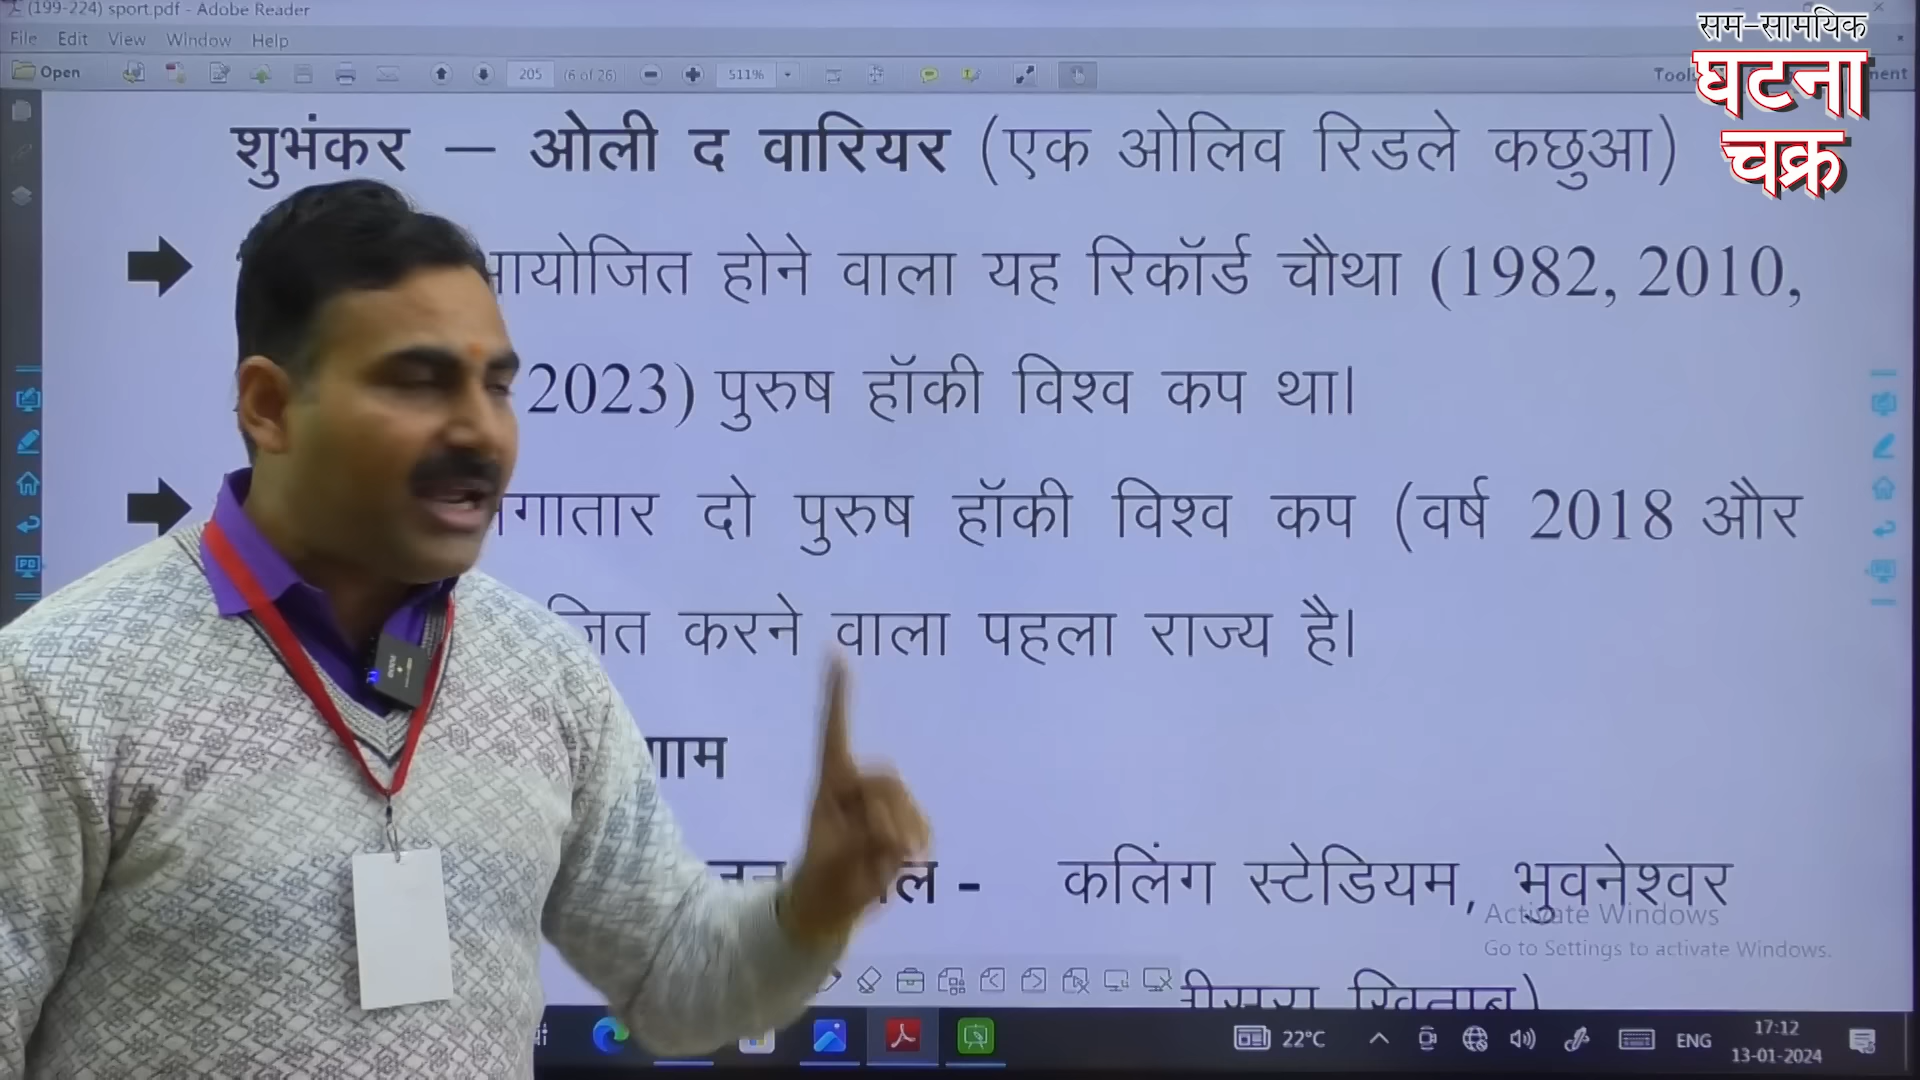 (199-224) sport.pdf - Adobe Reader
File Edit View Window Help
Open 205 (6 of 26) 511% Tools
सम-सामयिक
घटना
चक्र
शुभंकर – ओली द वारियर (एक ओलिव रिडले कछुआ)
होने वाला यह रिकॉर्ड चौथा (1982, 2010,
2023) पुरुष हॉकी विश्व कप था।
दो पुरुष हॉकी विश्व कप (वर्ष 2018 और
करने वाला पहला राज्य है।
कलिंग स्टेडियम, भुवनेश्वर
Activate Windows
Go to Settings to activate Windows.
खिताब)
22°C ENG 17:12
13-01-2024